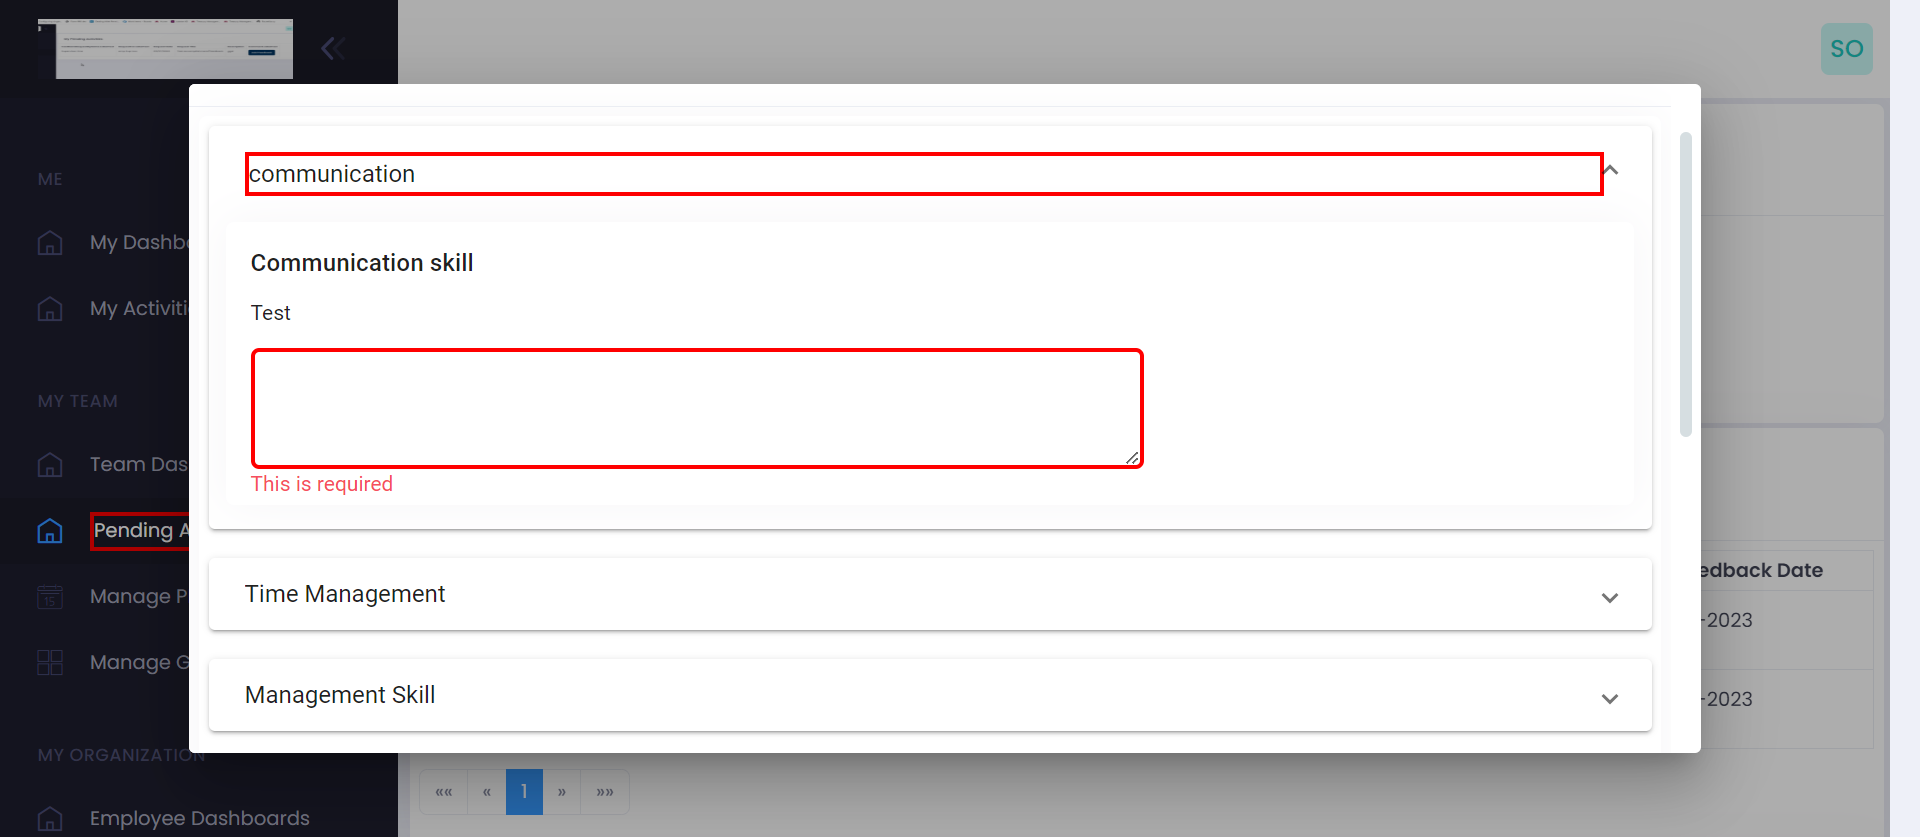 SO
ME
My Dashb
My Activiti
MY TEAM
Team Das
Pending A
Manage P
15
Manage G
MY ORGANIZATION
Employee Dashboards
communication
Communication skill
Test
This is required
Time Management
Management Skill
edback Date
-2023
-2023
«« « 1 » »»